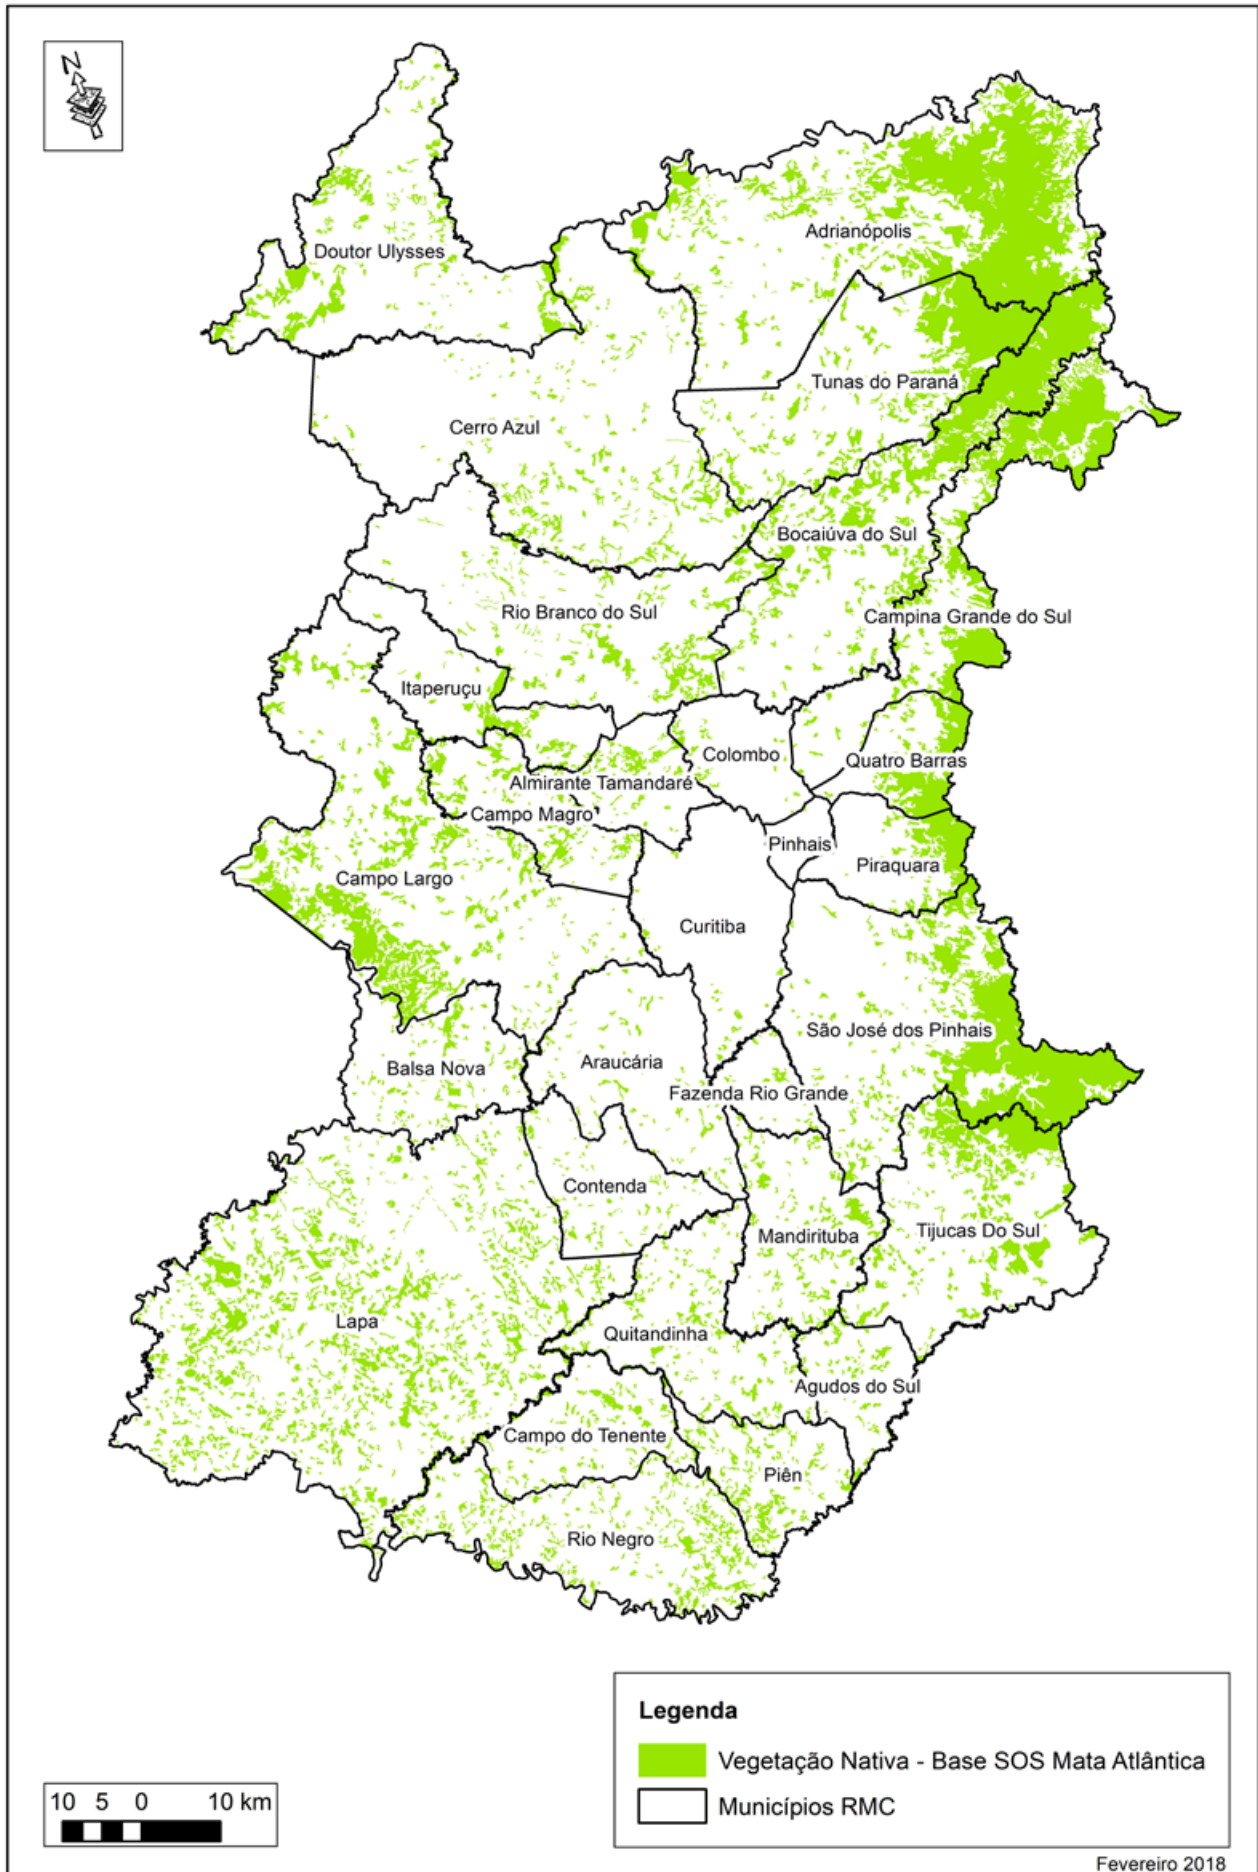 N
Doutor Ulysses
Adrianópolis
Tunas do Paraná
Cerro Azul
Bocaiúva do Sul
Rio Branco do Sul
Campina Grande do Sul
Itaperuçu
Colombo
Quatro Barras
Almirante Tamandaré
Campo Magro
Pinhais
Piraquara
Campo Largo
Curitiba
São José dos Pinhais
Balsa Nova
Araucária
Fazenda Rio Grande
Contenda
Mandirituba
Tijucas Do Sul
Lapa
Quitandinha
Agudos do Sul
Campo do Tenente
Piên
Rio Negro
Legenda
Vegetação Nativa - Base SOS Mata Atlântica
Municípios RMC
10 5 0 10 km
Fevereiro 2018